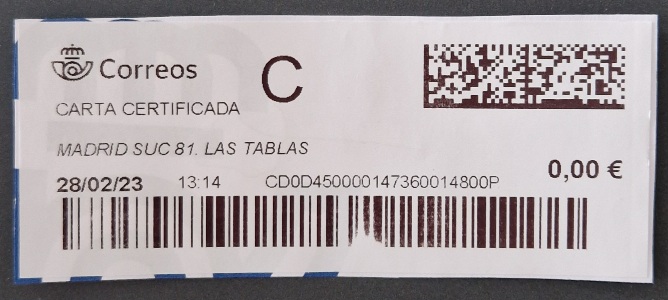 Correos
C
CARTA CERTIFICADA
MADRID SUC 81. LAS TABLAS
0,00 €
28/02/23 13:14 CD0D450000147360014800P